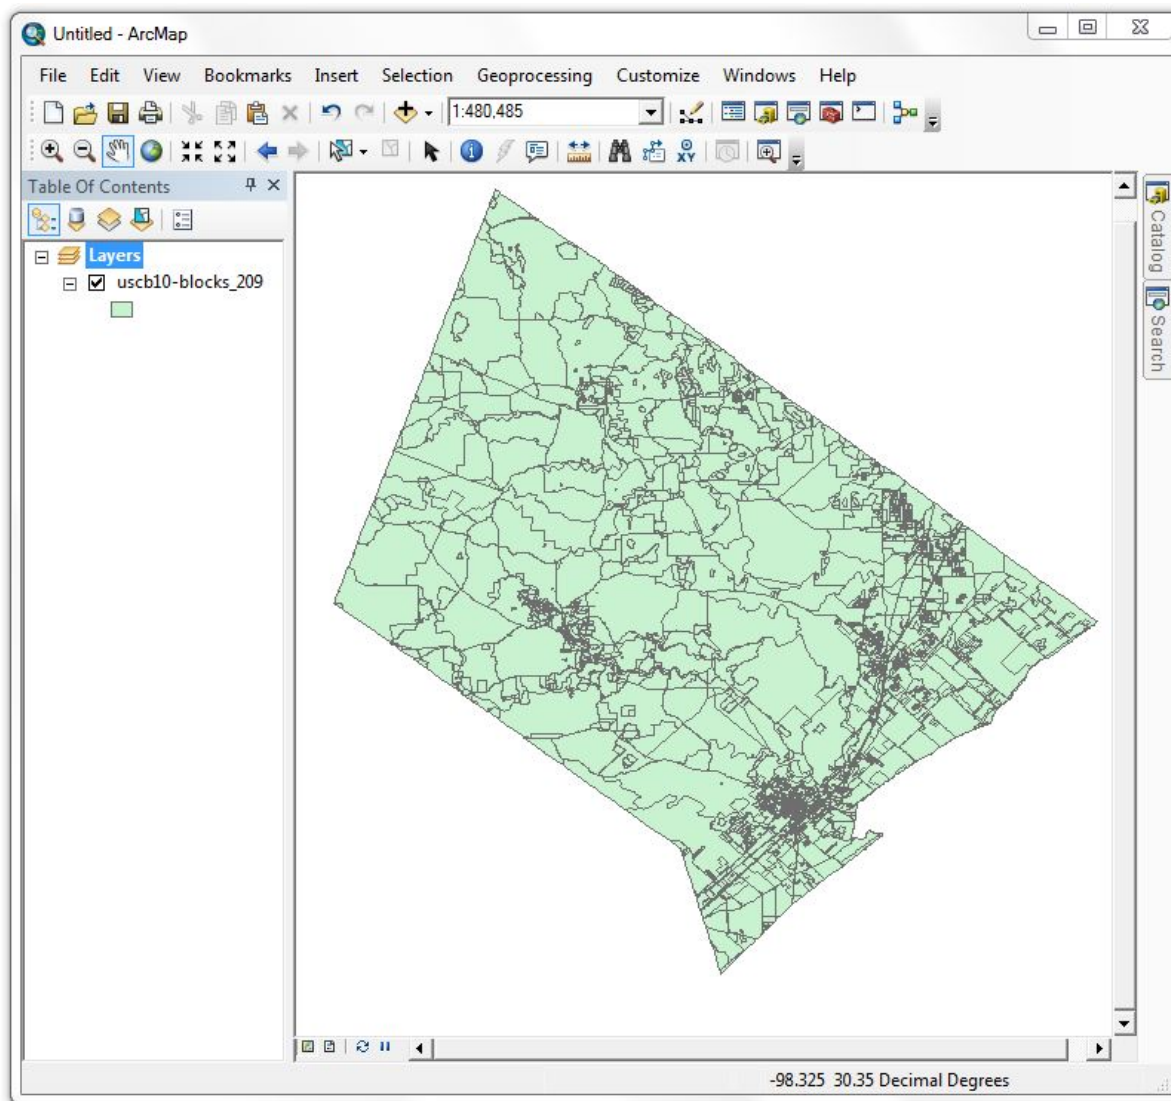 Untitled - ArcMap
File Edit View Bookmarks Insert Selection Geoprocessing Customize Windows Help
1:480,485
XY
Table Of Contents
Layers
uscb10-blocks_209
Catalog
Search
-98.325 30.35 Decimal Degrees